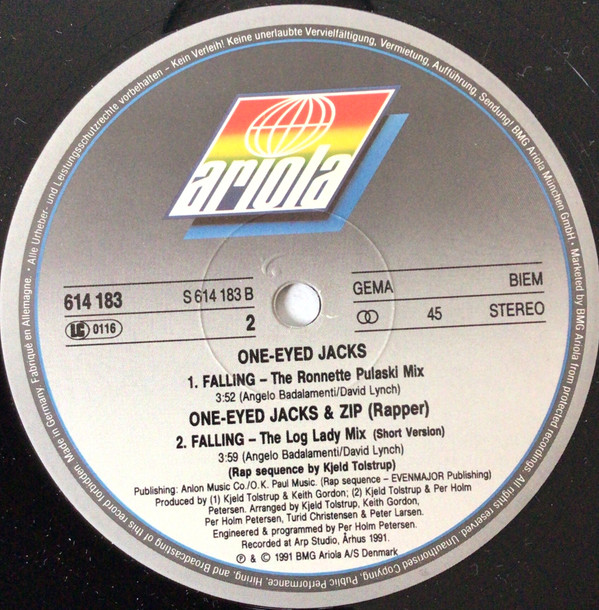 · Alle Urheber- und Leistungsschutzrechte vorbehalten – Kein Verleih! Keine unerlaubte Vervielfältigung, Vermietung, Aufführung, Sendung! BMG Ariola München GmbH · Marketed by BMG Ariola from protected recordings. All rights reserved. Unauthorised Copying, Public Performance, Hiring, and Broadcasting of this record forbidden. Made in Germany. Fabriqué en Allemagne.
ariola
614 183 S 614 183 B
LC 0116 2
GEMA BIEM
45 STEREO
ONE-EYED JACKS
1. FALLING – The Ronnette Pulaski Mix
3:52 (Angelo Badalamenti/David Lynch)
ONE-EYED JACKS & ZIP (Rapper)
2. FALLING – The Log Lady Mix (Short Version)
3:59 (Angelo Badalamenti/David Lynch)
(Rap sequence by Kjeld Tolstrup)
Publishing: Anlon Music Co./O. K. Paul Music. (Rap sequence – EVENMAJOR Publishing)
Produced by (1) Kjeld Tolstrup & Keith Gordon; (2) Kjeld Tolstrup & Per Holm
Petersen. Arranged by Kjeld Tolstrup, Keith Gordon,
Per Holm Petersen, Turid Christensen & Peter Larsen.
Engineered & programmed by Per Holm Petersen.
Recorded at Arp Studio, Århus 1991.
℗ & © 1991 BMG Ariola A/S Denmark